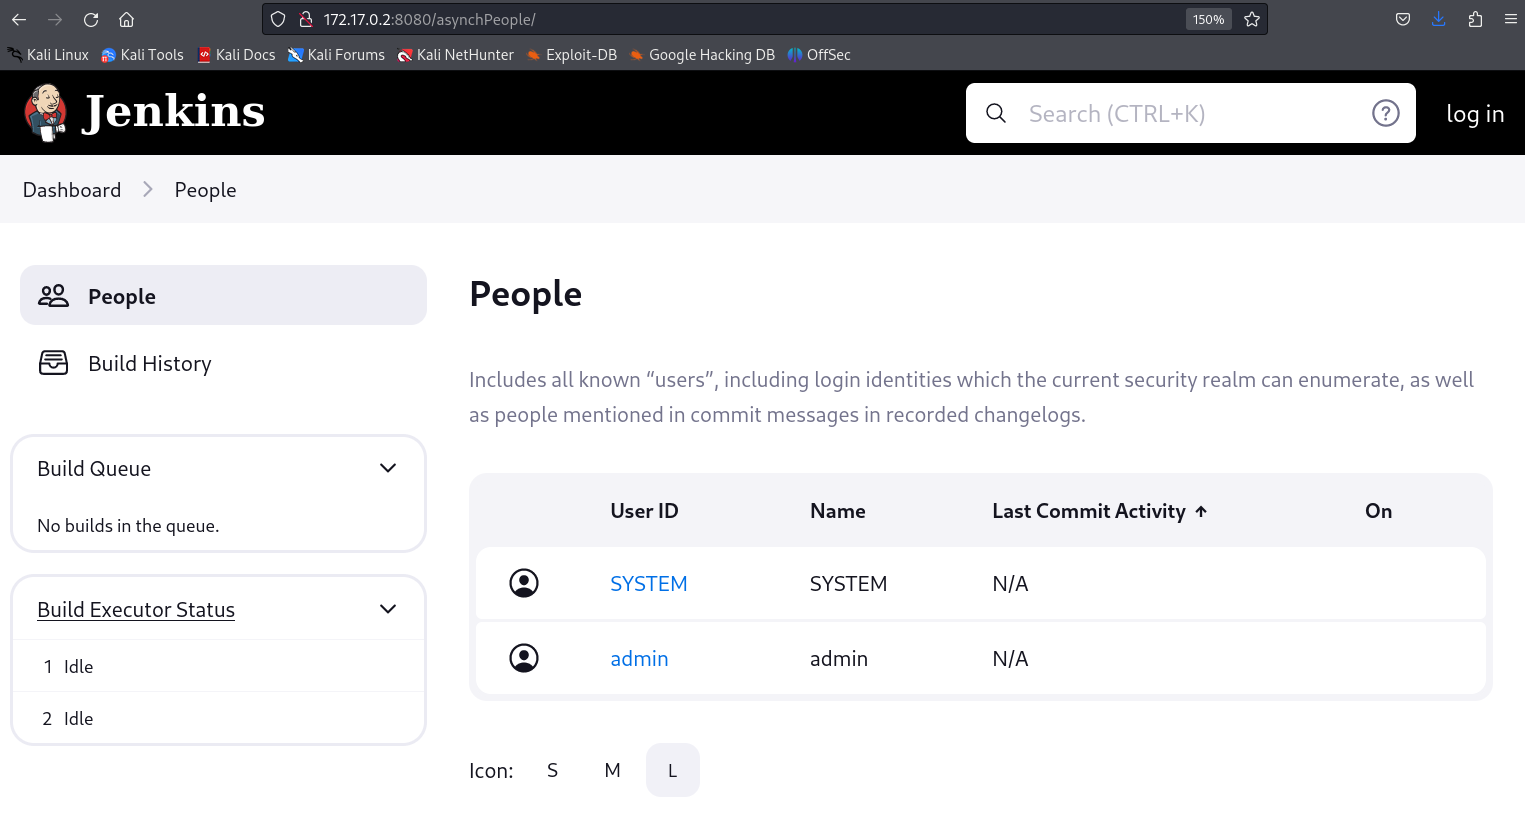 172.17.0.2:8080/asynchPeople/ 150%
Kali Linux Kali Tools Kali Docs Kali Forums Kali NetHunter Exploit-DB Google Hacking DB OffSec
Jenkins Search (CTRL+K) ? log in
Dashboard People
People
Build History
Build Queue
No builds in the queue.
Build Executor Status
1 Idle
2 Idle
People
Includes all known “users”, including login identities which the current security realm can enumerate, as well
as people mentioned in commit messages in recorded changelogs.
User ID Name Last Commit Activity ↑ On
SYSTEM SYSTEM N/A
admin admin N/A
Icon: S M L